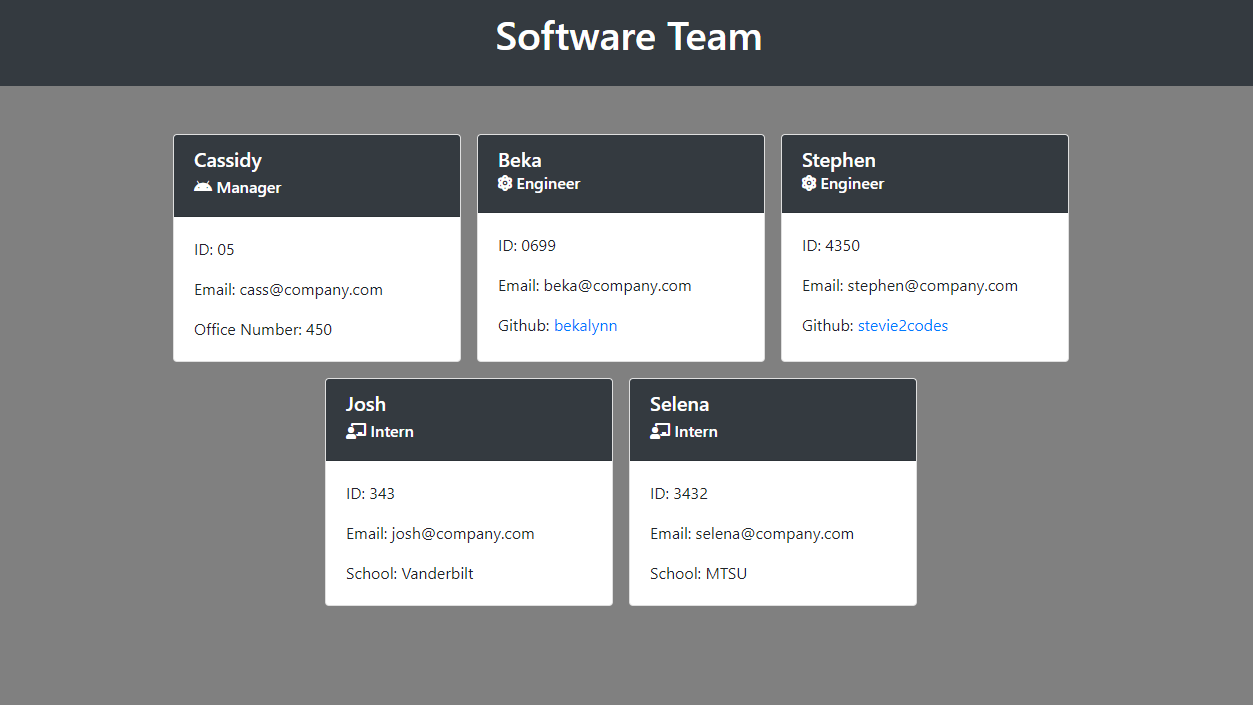 Software Team
Cassidy
Manager
ID: 05
Email: cass@company.com
Office Number: 450
Beka
Engineer
ID: 0699
Email: beka@company.com
Github: bekalynn
Stephen
Engineer
ID: 4350
Email: stephen@company.com
Github: stevie2codes
Josh
Intern
ID: 343
Email: josh@company.com
School: Vanderbilt
Selena
Intern
ID: 3432
Email: selena@company.com
School: MTSU